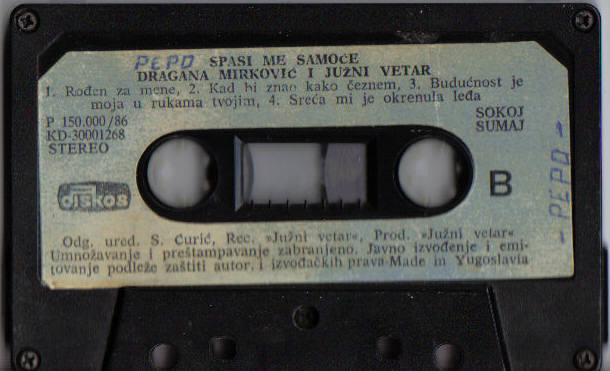 PEPO SPASI ME SAMOĆE
DRAGANA MIRKOVIĆ I JUŽNI VETAR
1. Rođen za mene, 2. Kad bi znao kako čeznem, 3. Budućnost je
moja u rukama tvojim, 4. Sreća mi je okrenula leđa
P 150.000/86
KD-30001268
STEREO
SOKOJ
SUMAJ
B
- PEPO -
diskos
Odg. ured. S. Ćurić, Rec. »Južni vetar«, Prod. »Južni vetar«
Umnožavanje i preštampavanje zabranjeno. Javno izvođenje i emi-
tovanje podleže zaštiti autor. i izvođačkih prava-Made in Yugoslavia